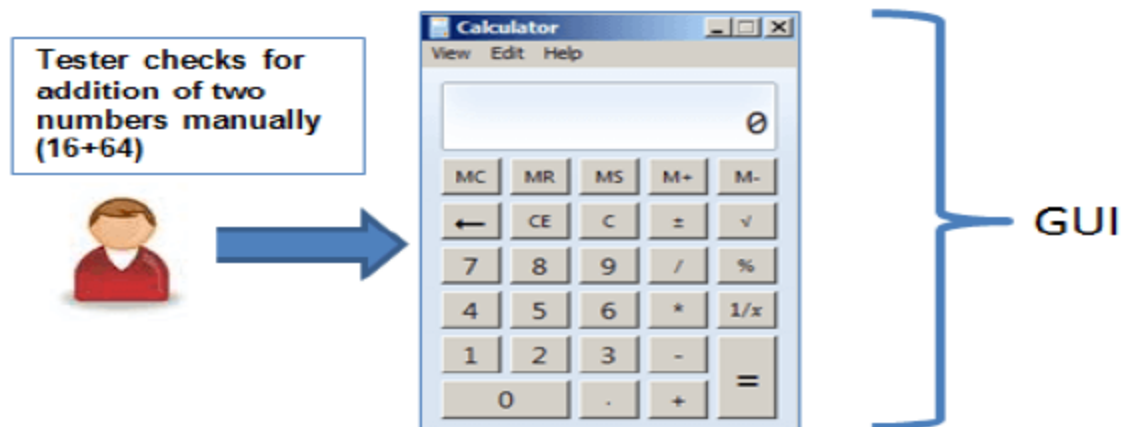 Tester checks for
addition of two
numbers manually
(16+64)
Calculator
View Edit Help
0
MC MR MS M+ M-
← CE C ± √
7 8 9 / %
4 5 6 * 1/x
1 2 3 - =
0 . +
GUI